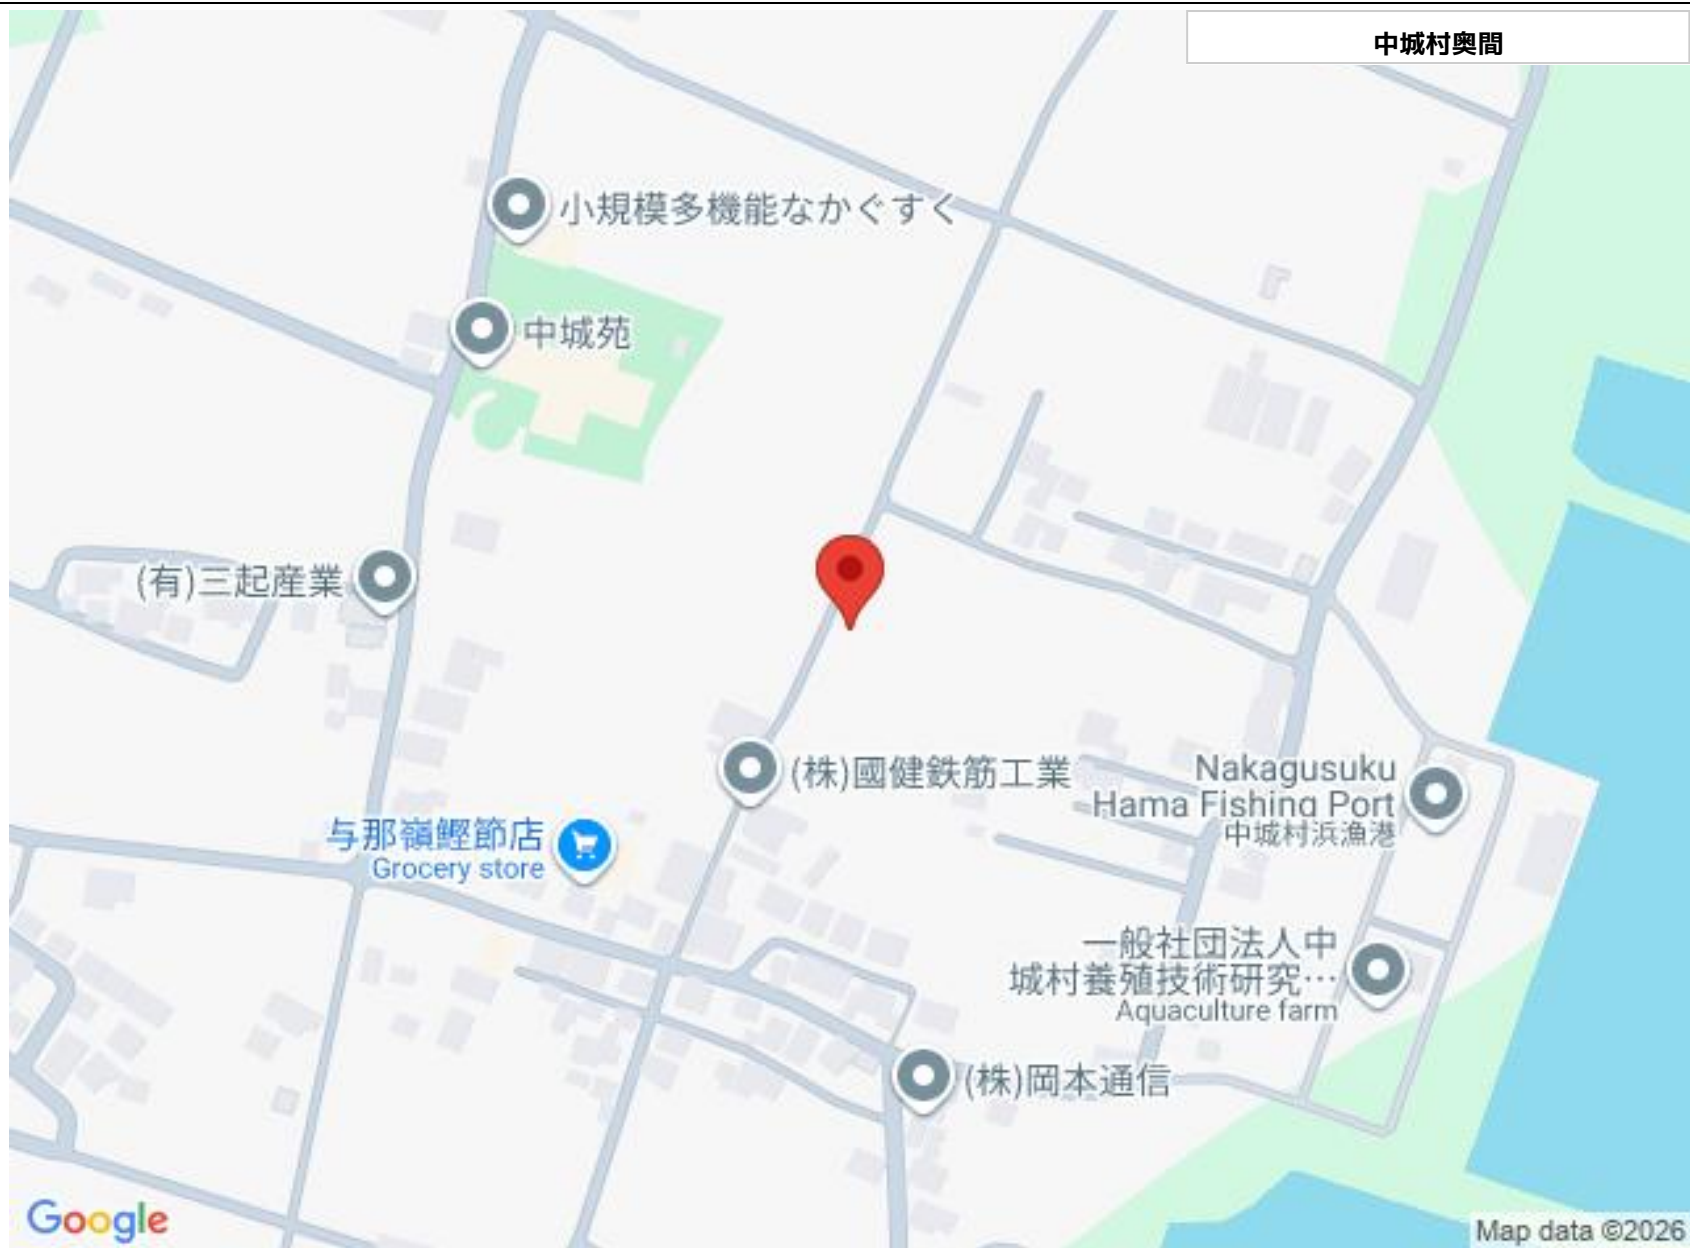 中城村奥間
小規模多機能なかぐすく
中城苑
(有)三起産業
(株)國健鉄筋工業
Nakagusuku
Hama Fishing Port
中城村浜漁港
与那嶺鰹節店
Grocery store
一般社団法人中
城村養殖技術研究…
Aquaculture farm
(株)岡本通信
Google
Map data ©2026